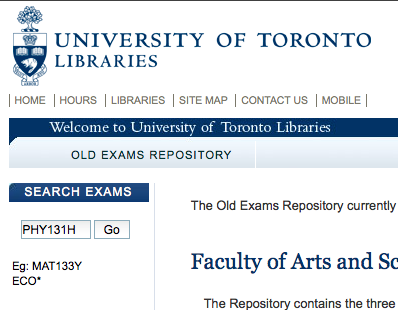 UNIVERSITY OF TORONTO
LIBRARIES
HOME | HOURS | LIBRARIES | SITE MAP | CONTACT US | MOBILE |
Welcome to University of Toronto Libraries
OLD EXAMS REPOSITORY
SEARCH EXAMS
PHY131H Go
Eg: MAT133Y
ECO*
The Old Exams Repository currently
Faculty of Arts and Sc
The Repository contains the three